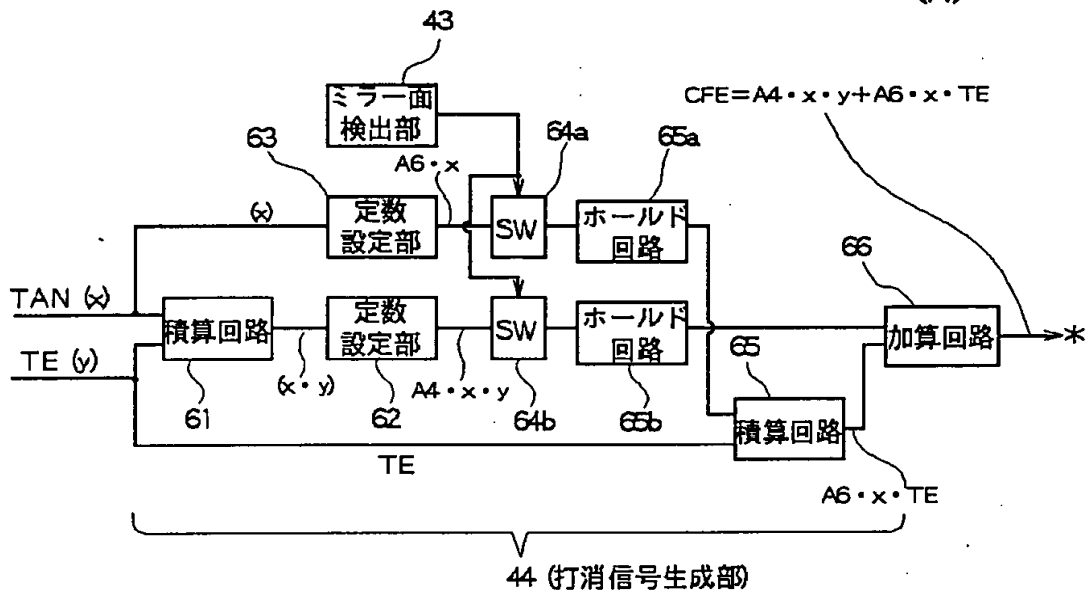 (A)
43
ミラー面
検出部
CFE=A4・x・y+A6・x・TE
63
A6・x
64a
65a
(x)
定数
設定部
SW
ホールド
回路
66
TAN (x)
積算回路
定数
設定部
SW
ホールド
回路
加算回路
*
TE (y)
61
(x・y)
62
A4・x・y
64b
65b
65
積算回路
TE
A6・x・TE
44 (打消信号生成部)